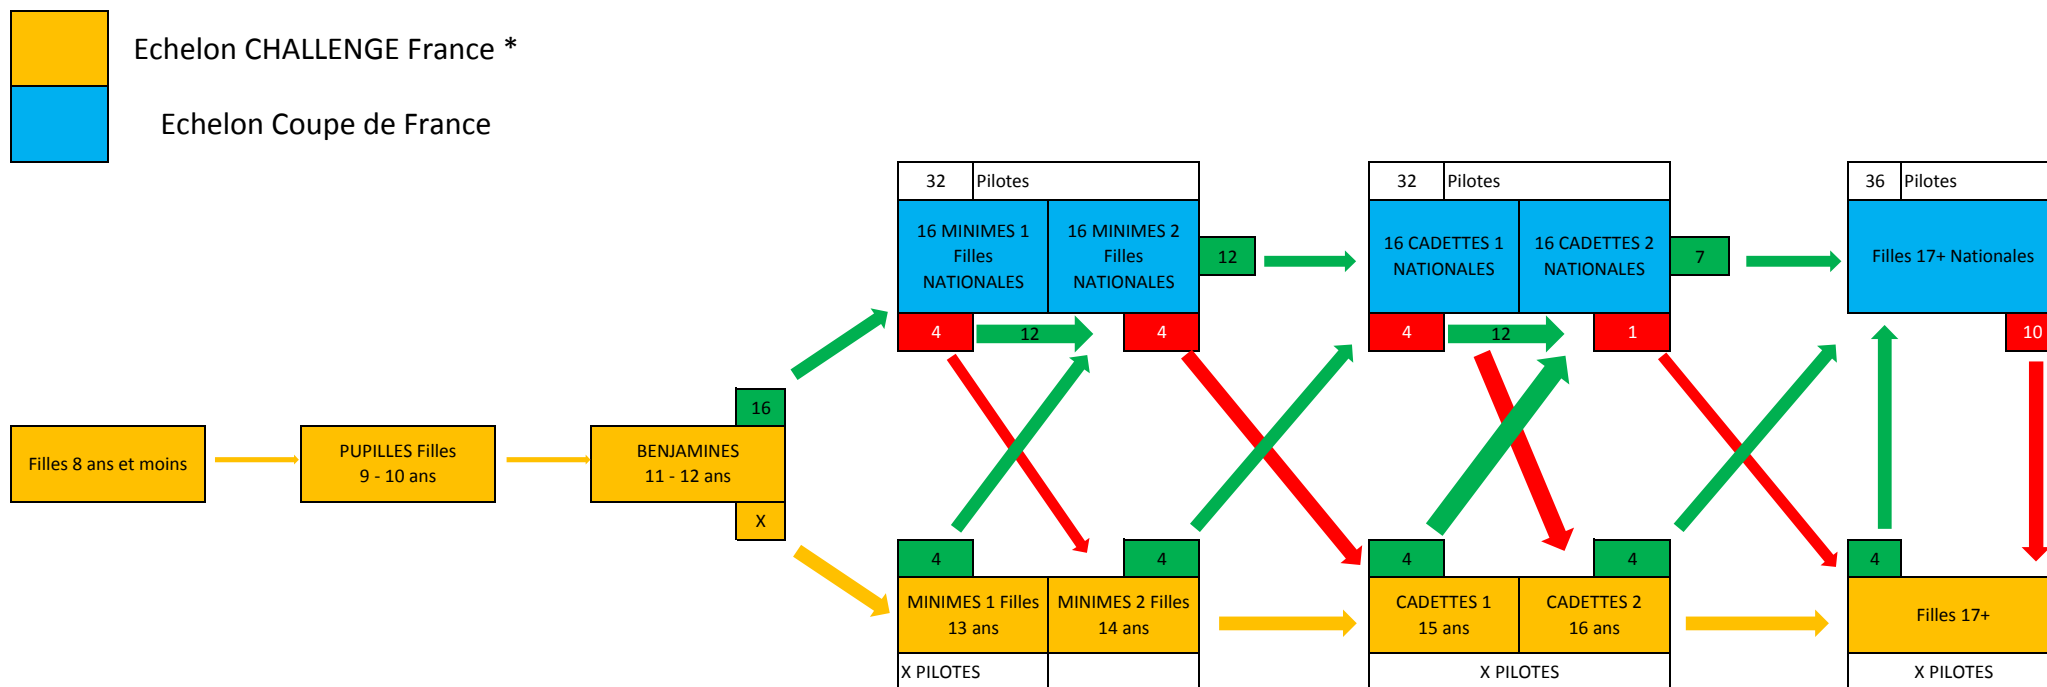 Echelon CHALLENGE France *
Echelon Coupe de France
32 Pilotes
16 MINIMES 1
Filles
NATIONALES
16 MINIMES 2
Filles
NATIONALES
12
4
12
4
32 Pilotes
16 CADETTES 1
NATIONALES
16 CADETTES 2
NATIONALES
7
4
12
1
36 Pilotes
Filles 17+ Nationales
10
Filles 8 ans et moins
PUPILLES Filles
9 - 10 ans
16
BENJAMINES
11 - 12 ans
X
4
4
MINIMES 1 Filles
13 ans
MINIMES 2 Filles
14 ans
X PILOTES
4
4
CADETTES 1
15 ans
CADETTES 2
16 ans
X PILOTES
4
Filles 17+
X PILOTES